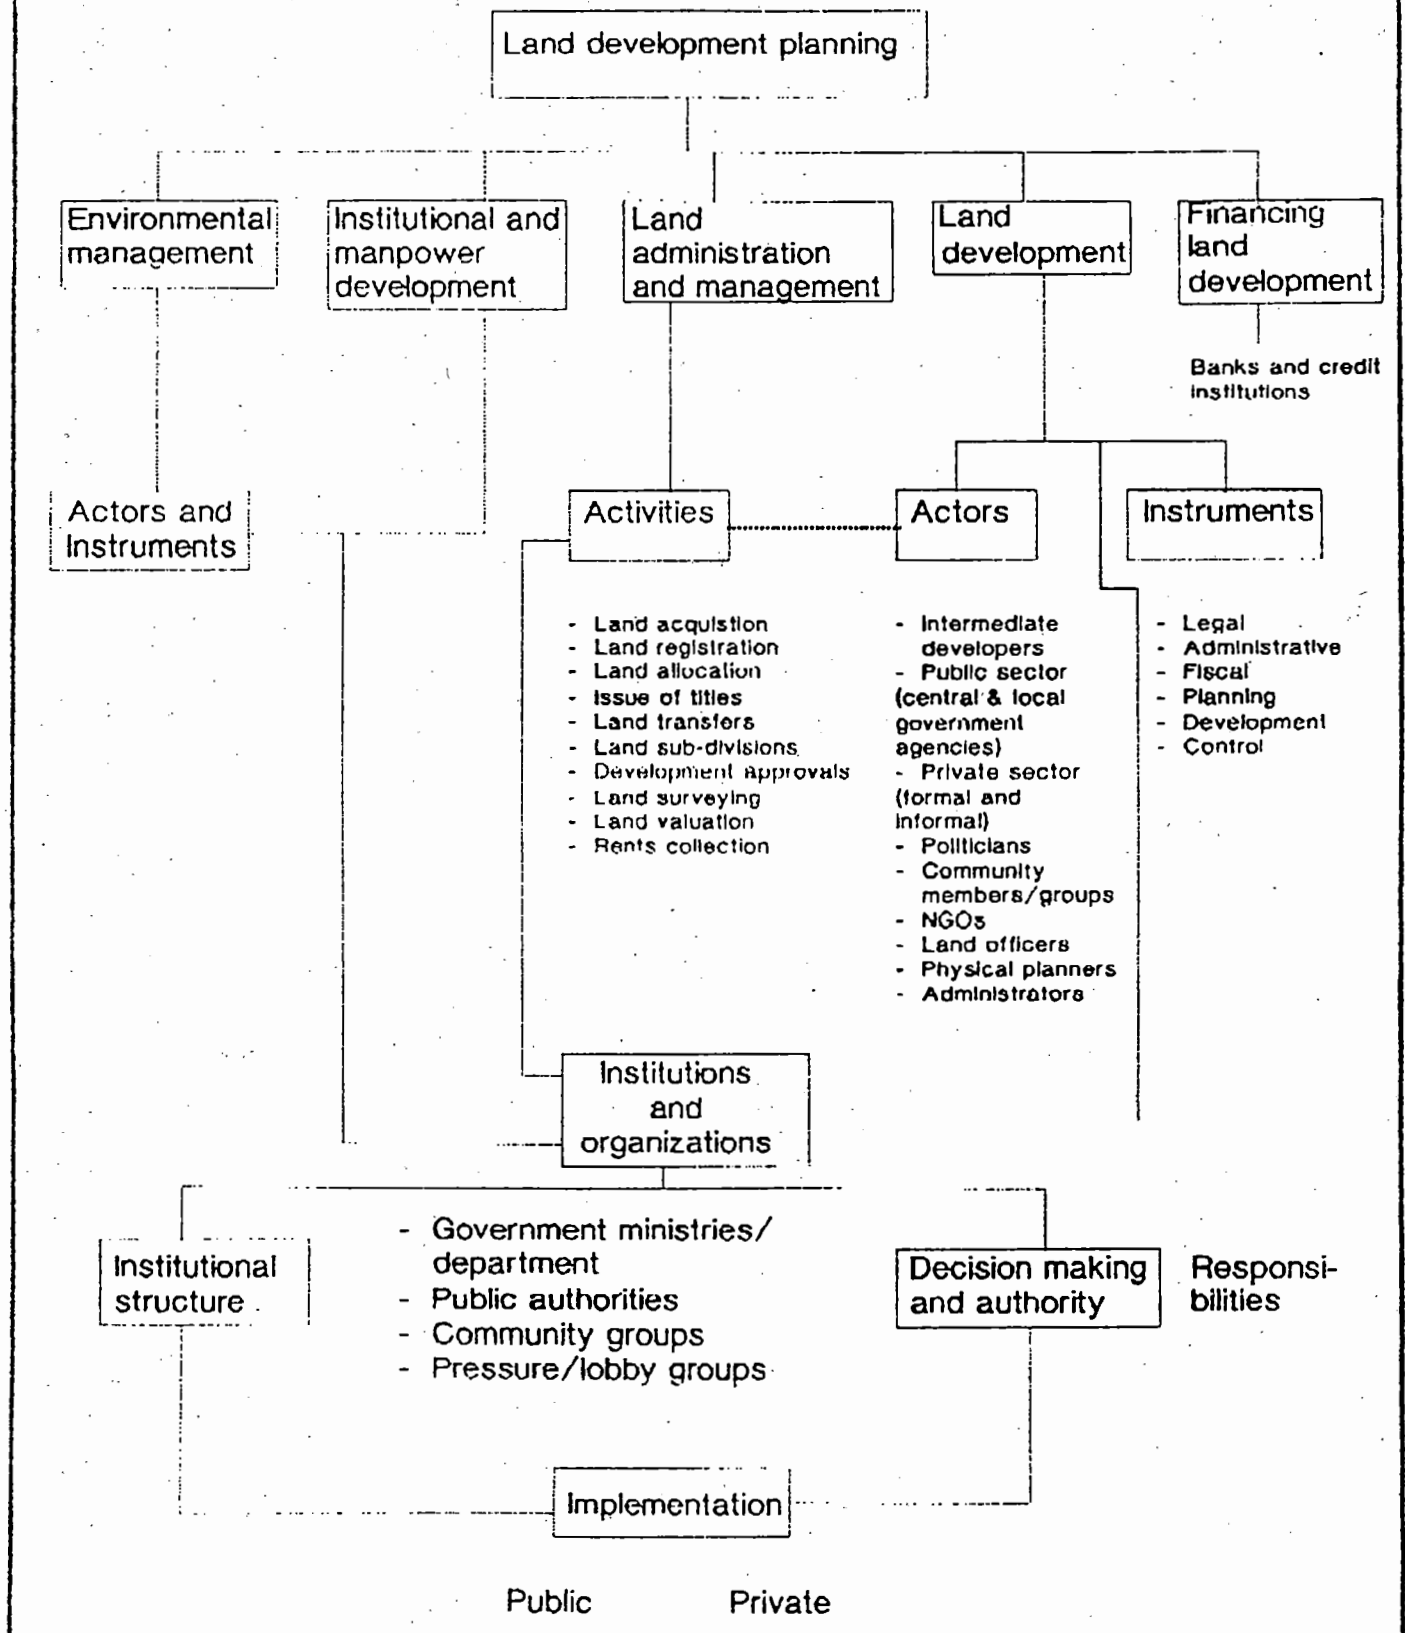 Land development planning
Environmental
management
Institutional and
manpower
development
Land
administration
and management
Land
development
Financing
land
development
Banks and credit
institutions
Actors and
Instruments
Activities
Actors
Instruments
- Land acquistion
- Land registration
- Land allocation
- Issue of titles
- Land transfers
- Land sub-divisions
- Development approvals
- Land surveying
- Land valuation
- Rents collection
- Intermediate
developers
- Public sector
(central & local
government
agencies)
- Private sector
(formal and
informal)
- Politicians
- Community
members/groups
- NGOs
- Land officers
- Physical planners
- Administrators
- Legal
- Administrative
- Fiscal
- Planning
- Development
- Control
Institutions
and
organizations
Institutional
structure
- Government ministries/
department
- Public authorities
- Community groups
- Pressure/lobby groups
Decision making
and authority
Responsi-
bilities
Implementation
Public Private